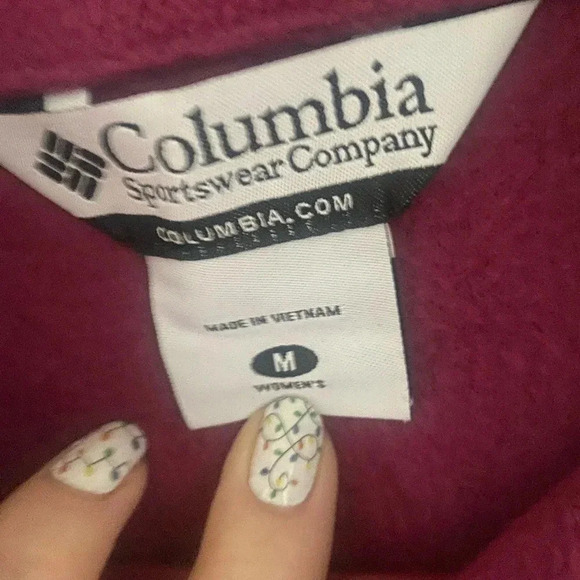 Columbia
Sportswear Company
COLUMBIA.COM
MADE IN VIETNAM
M
WOMEN'S